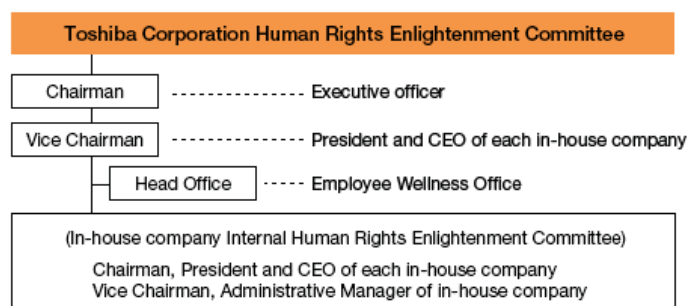 Toshiba Corporation Human Rights Enlightenment Committee
Chairman Executive officer
Vice Chairman President and CEO of each in-house company
Head Office Employee Wellness Office
(In-house company Internal Human Rights Enlightenment Committee)
Chairman, President and CEO of each in-house company
Vice Chairman, Administrative Manager of in-house company